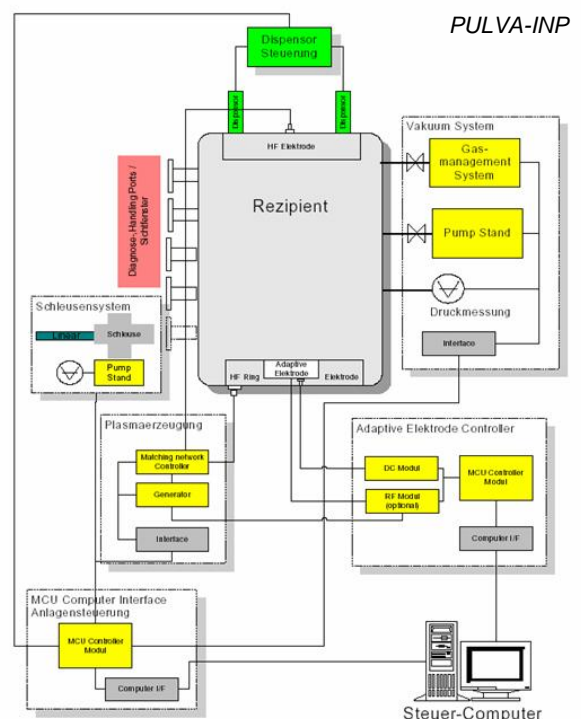 PULVA-INP
Dispensor
Steuerung
Dispensor
Dispensor
HF Elektrode
Rezipient
Diagnose-,Handling Ports /
Sichtfenster
Vakuum System
Gas-
management
System
Pump Stand
Druckmessung
Interface
Schleusensystem
Linear
Schleuse
Pump
Stand
Adaptive
Elektrode
HF Ring
Elektrode
Plasmaerzeugung
Matching network
Controller
Generator
Interface
Adaptive Elektrode Controller
DC Modul
RF Modul
(optional)
MCU Controller
Modul
Computer I/F
MCU Computer Interface
Anlagensteuerung
MCU Controller
Modul
Computer I/F
Steuer-Computer